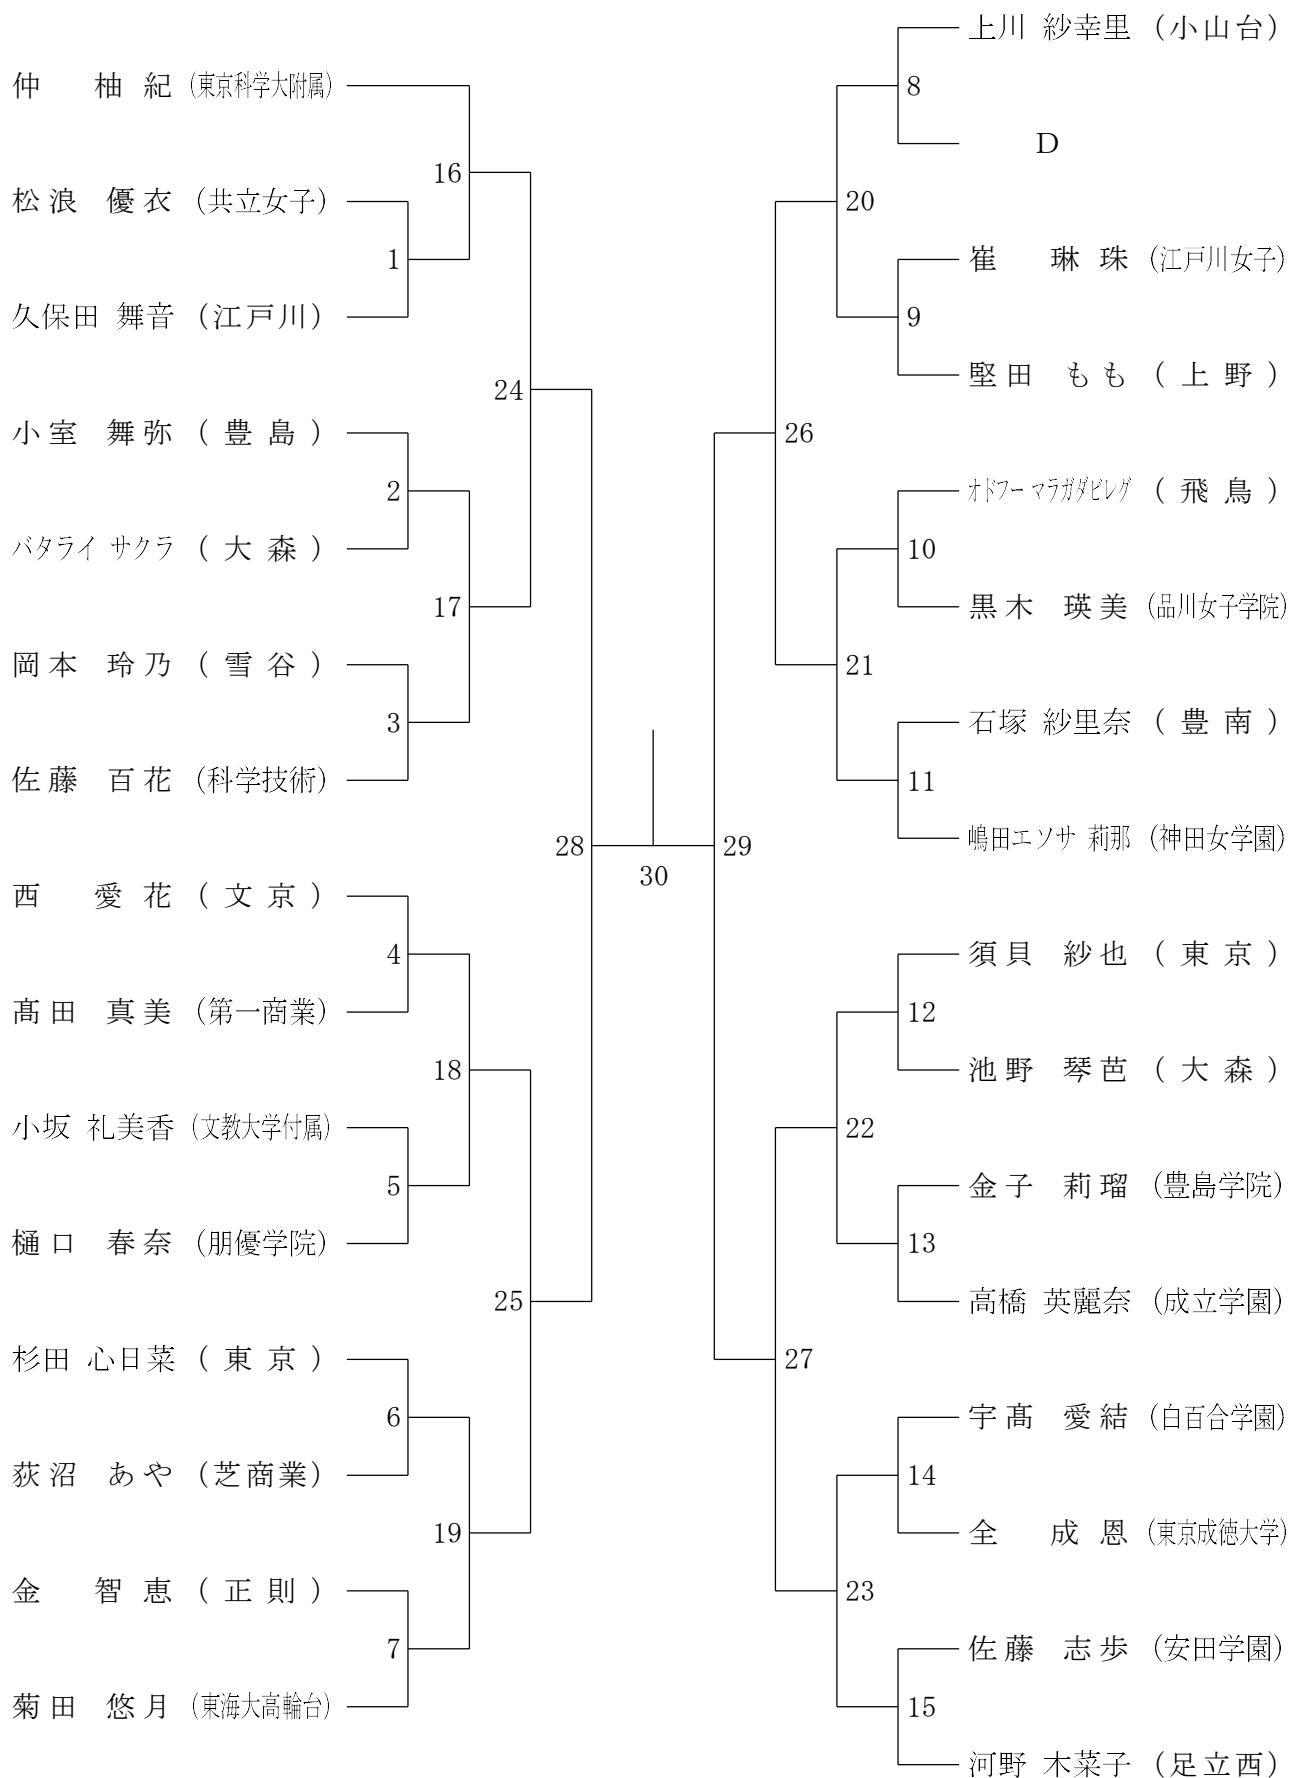 仲 柚 紀 (東京科学大附属)
16
松浪 優衣 (共立女子)
1
久保田 舞音 (江戸川)
24
小室 舞弥 (豊島)
2
バタライ サクラ (大森)
17
岡本 玲乃 (雪谷)
3
佐藤 百花 (科学技術)
28
西 愛花 (文京)
4
髙田 真美 (第一商業)
18
小坂 礼美香 (文教大学付属)
5
樋口 春奈 (朋優学院)
25
杉田 心日菜 (東京)
6
荻沼 あや (芝商業)
19
金 智恵 (正則)
7
菊田 悠月 (東海大高輪台)
30
上川 紗幸里 (小山台)
8
D
20
崔 琳珠 (江戸川女子)
9
堅田 もも (上野)
26
オドフー マラガダビレグ (飛鳥)
10
黒木 瑛美 (品川女子学院)
21
石塚 紗里奈 (豊南)
11
嶋田エソサ 莉那 (神田女学園)
29
須貝 紗也 (東京)
12
池野 琴芭 (大森)
22
金子 莉瑠 (豊島学院)
13
高橋 英麗奈 (成立学園)
27
宇髙 愛結 (白百合学園)
14
全 成恩 (東京成徳大学)
23
佐藤 志歩 (安田学園)
15
河野 木菜子 (足立西)